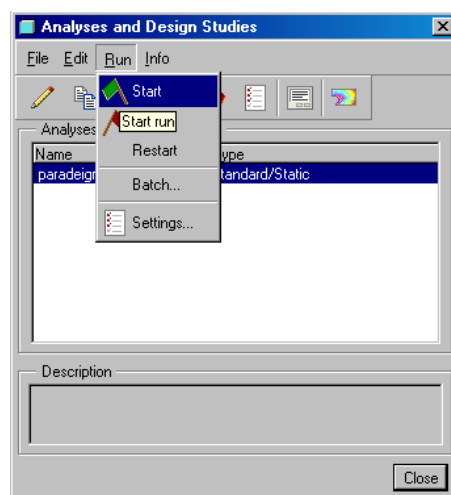 Analyses and Design Studies
File Edit Run Info
Start
Start run
Analyses
Restart
Name
ype
tandard/Static
Batch...
Settings...
Description
Close